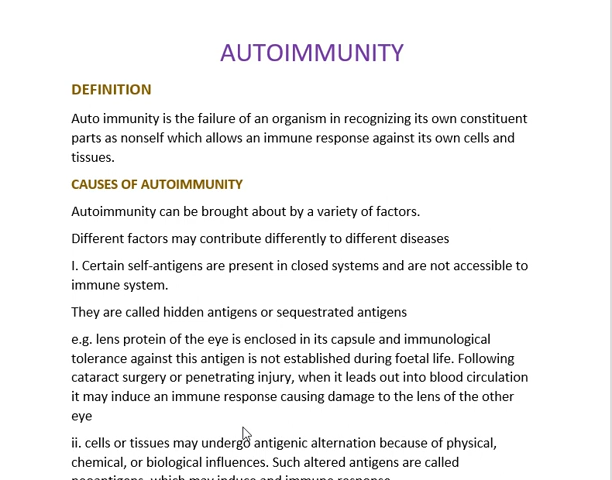 AUTOIMMUNITY
DEFINITION
Auto immunity is the failure of an organism in recognizing its own constituent
parts as nonself which allows an immune response against its own cells and
tissues.
CAUSES OF AUTOIMMUNITY
Autoimmunity can be brought about by a variety of factors.
Different factors may contribute differently to different diseases
I. Certain self-antigens are present in closed systems and are not accessible to
immune system.
They are called hidden antigens or sequestrated antigens
e.g. lens protein of the eye is enclosed in its capsule and immunological
tolerance against this antigen is not established during foetal life. Following
cataract surgery or penetrating injury, when it leads out into blood circulation
it may induce an immune response causing damage to the lens of the other
eye
ii. cells or tissues may undergo antigenic alternation because of physical,
chemical, or biological influences. Such altered antigens are called
neoantigens, which may induce and immune response